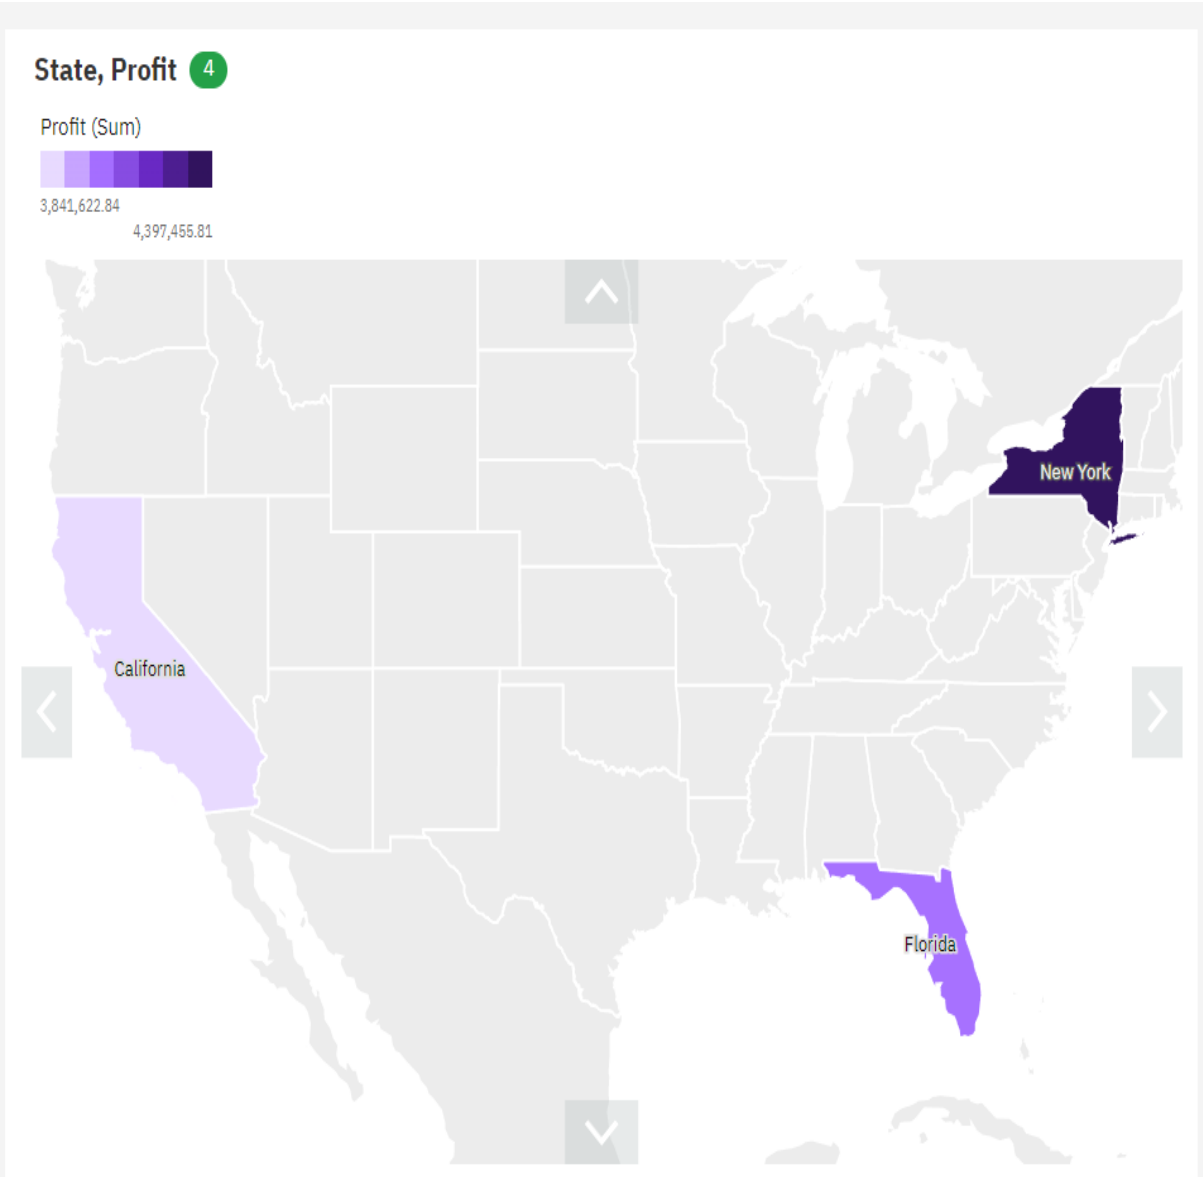 State, Profit 4
Profit (Sum)
3,841,622.84
4,397,455.81
New York
California
Florida